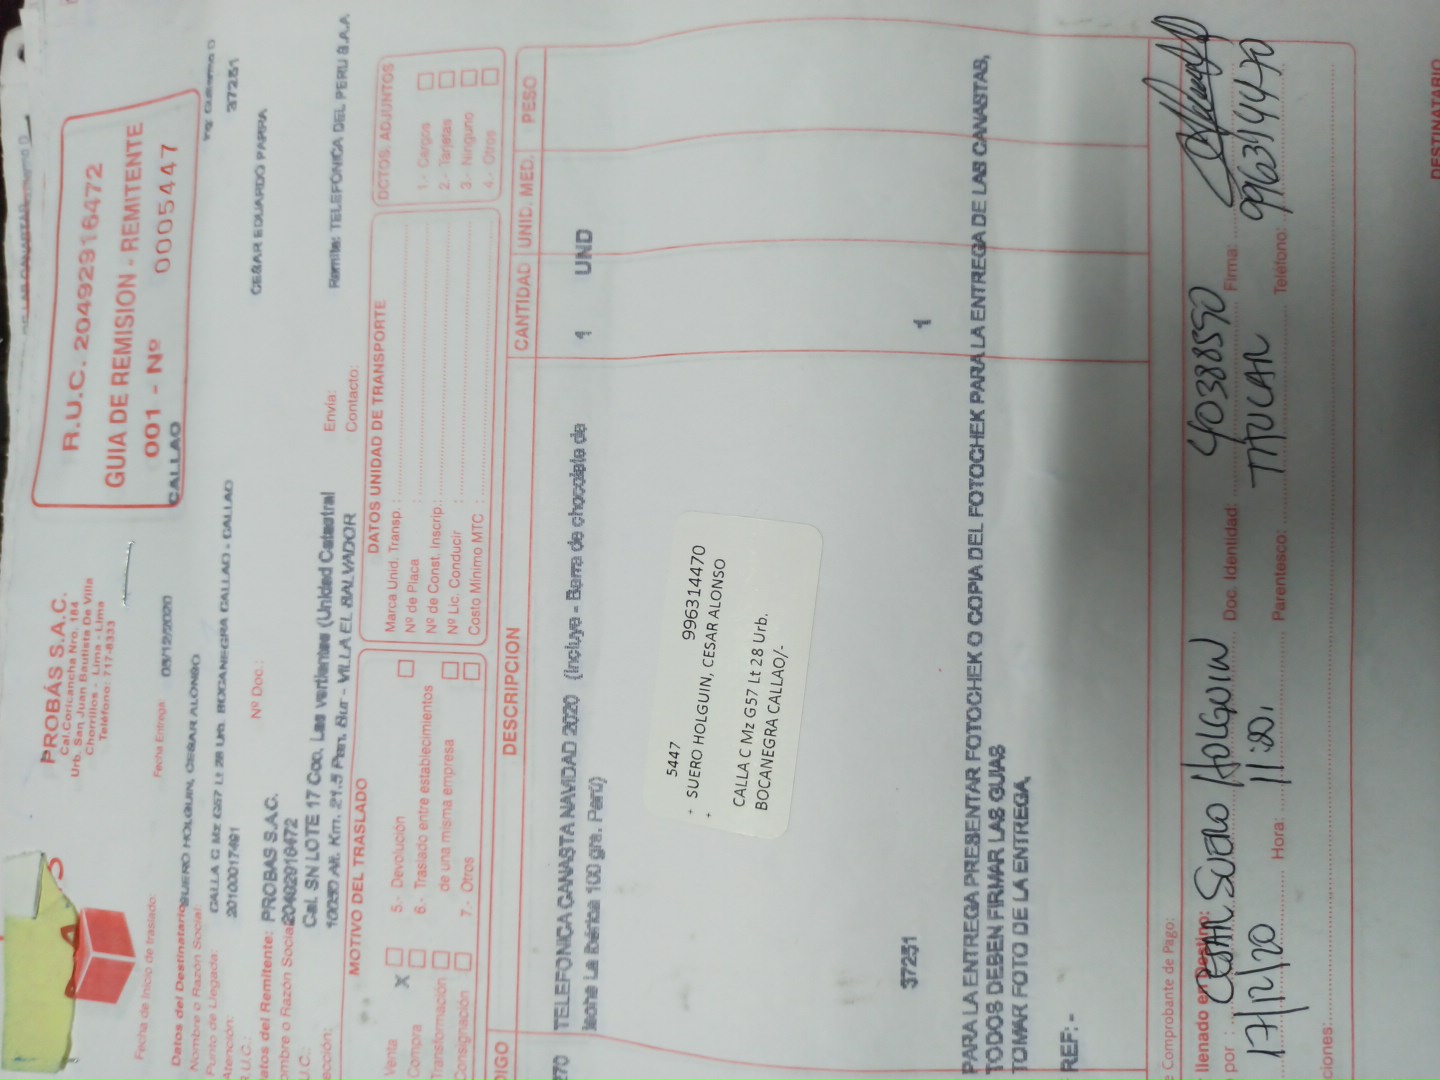 PROBÁS S.A.C.
Cal. Coricancha Nro. 184
Urb. San Juan Bautista De Villa
Chorrillos - Lima - Lima
Teléfono: 717-8333
R.U.C. 20492916472
GUIA DE REMISION - REMITENTE
001 - Nº 0005447
CALLAO
Fecha de Inicio de traslado:
Fecha Entrega: 05/12/2020
Datos del Destinatario
Nombre o Razón Social: SUERO HOLGUIN, CESAR ALONSO
37251
Punto de Llegada: CALLA C Mz G57 Lt 28 Urb. BOCANEGRA CALLAO - CALLAO
Atención: 20100017491
CESAR EDUARDO PARRA
R.U.C.:
Nº Doc.:
atos del Remitente: PROBAS S.A.C.
ombre o Razón Social: 20492916472
U.C.: Cal. SN LOTE 17 Coo. Las vertientes (Unidad Catastral
ección: 10090 Alt. Km. 21.5 Pan. Sur - VILLA EL SALVADOR
Envía: Remite: TELEFONICA DEL PERU S.A.A
Contacto:
MOTIVO DEL TRASLADO
Venta X
Compra
Transformación
Consignación
5.- Devolución
6.- Traslado entre establecimientos
de una misma empresa
7.- Otros
DATOS UNIDAD DE TRANSPORTE
Marca Unid. Transp. :
Nº de Placa :
Nº de Const. Inscrip.:
Nº Lic. Conducir :
Costo Mínimo MTC :
DCTOS. ADJUNTOS
1.- Cargos
2.- Tarjetas
3.- Ninguno
4.- Otros
DIGO DESCRIPCION CANTIDAD UNID. MED. PESO
270 TELEFONICA CANASTA NAVIDAD 2020 (Incluye - Barra de chocolate de 1 UND
leche La Ibérica 100 grs. Perú)
5447
SUERO HOLGUIN, CESAR ALONSO 996314470
CALLA C Mz G57 Lt 28 Urb.
BOCANEGRA CALLAO/-
37251 1
PARA LA ENTREGA PRESENTAR FOTOCHEK O COPIA DEL FOTOCHEK PARA LA ENTREGA DE LAS CANASTAS,
TODOS DEBEN FIRMAR LAS GUIAS
TOMAR FOTO DE LA ENTREGA,
REF: -
e Comprobante de Pago:
llenado en Destino:
por : CESAR SUERO HOLGUIN Doc. Identidad: 40388550 Firma:
17/12/20 Hora: 11:20, Parentesco: TITULAR Teléfono: 996314470
ciones:
DESTINATARIO